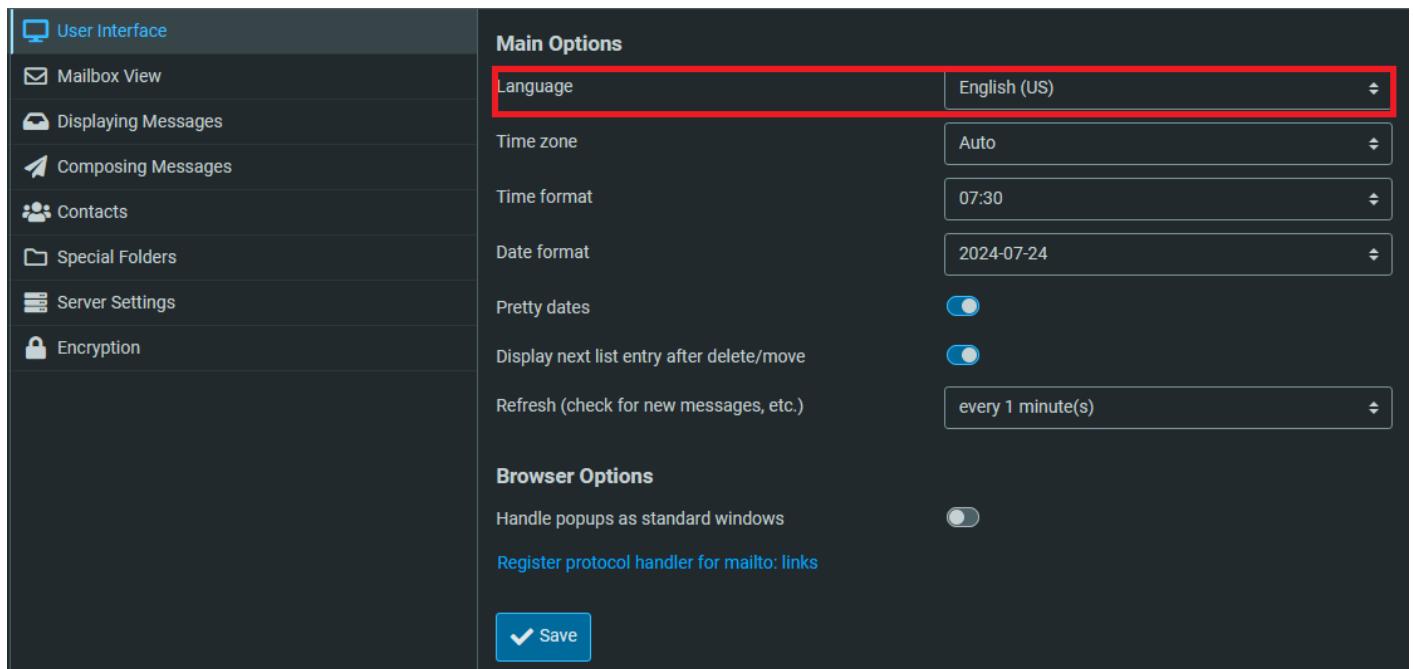 User Interface
Mailbox View
Displaying Messages
Composing Messages
Contacts
Special Folders
Server Settings
Encryption
Main Options
Language English (US)
Time zone Auto
Time format 07:30
Date format 2024-07-24
Pretty dates
Display next list entry after delete/move
Refresh (check for new messages, etc.) every 1 minute(s)
Browser Options
Handle popups as standard windows
Register protocol handler for mailto: links
Save